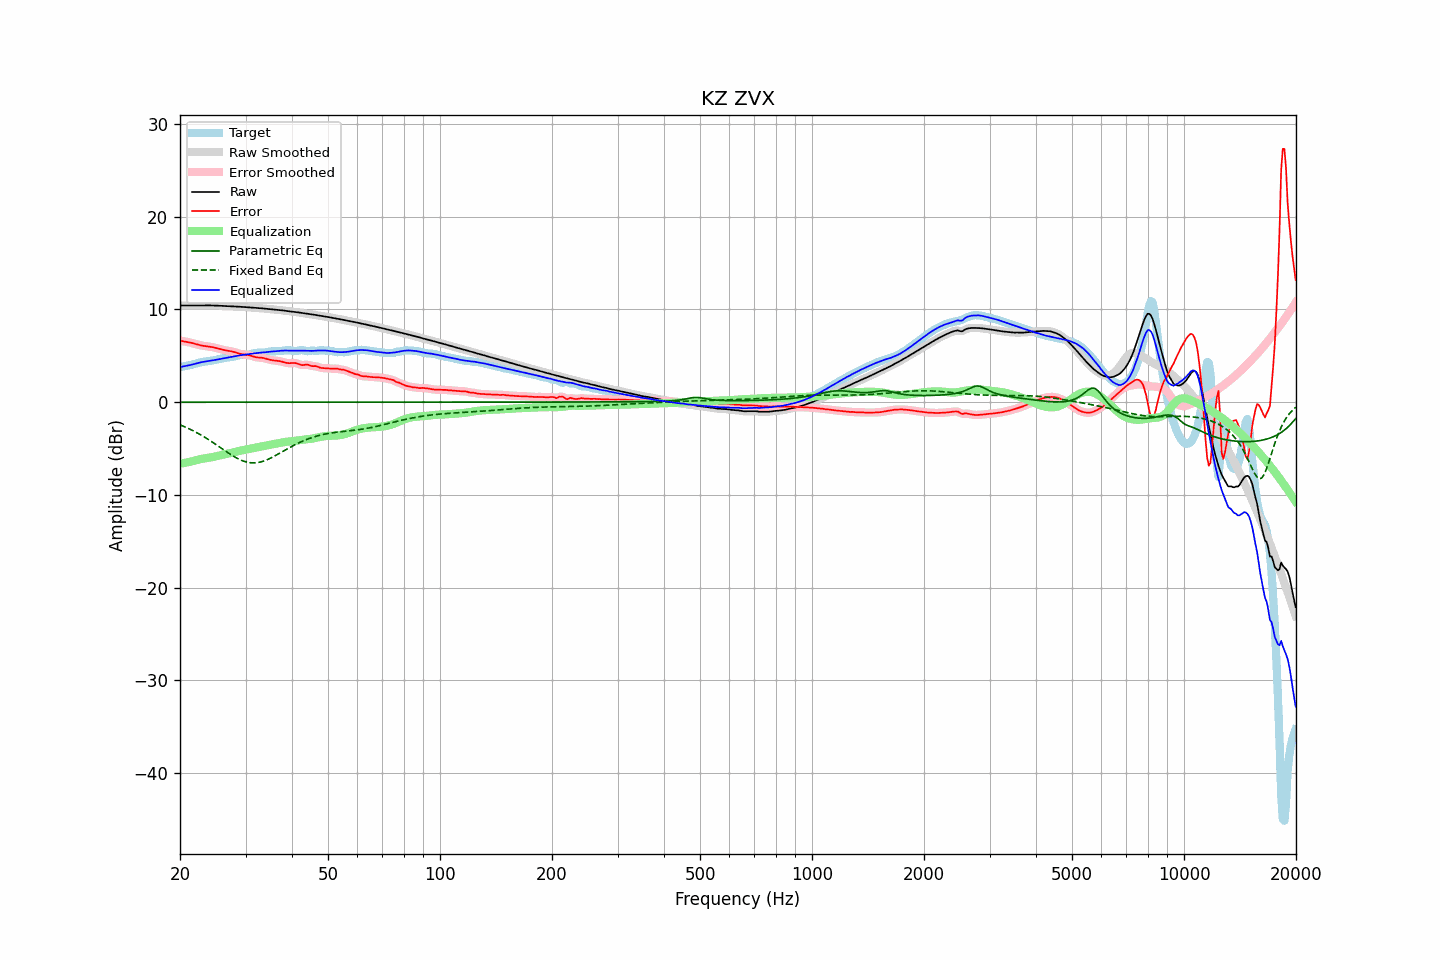 KZ ZVX
30
20
10
0
−10
−20
−30
−40
Amplitude (dBr)
Target
Raw Smoothed
Error Smoothed
Raw
Error
Equalization
Parametric Eq
Fixed Band Eq
Equalized
20 50 100 200 500 1000 2000 5000 10000 20000
Frequency (Hz)